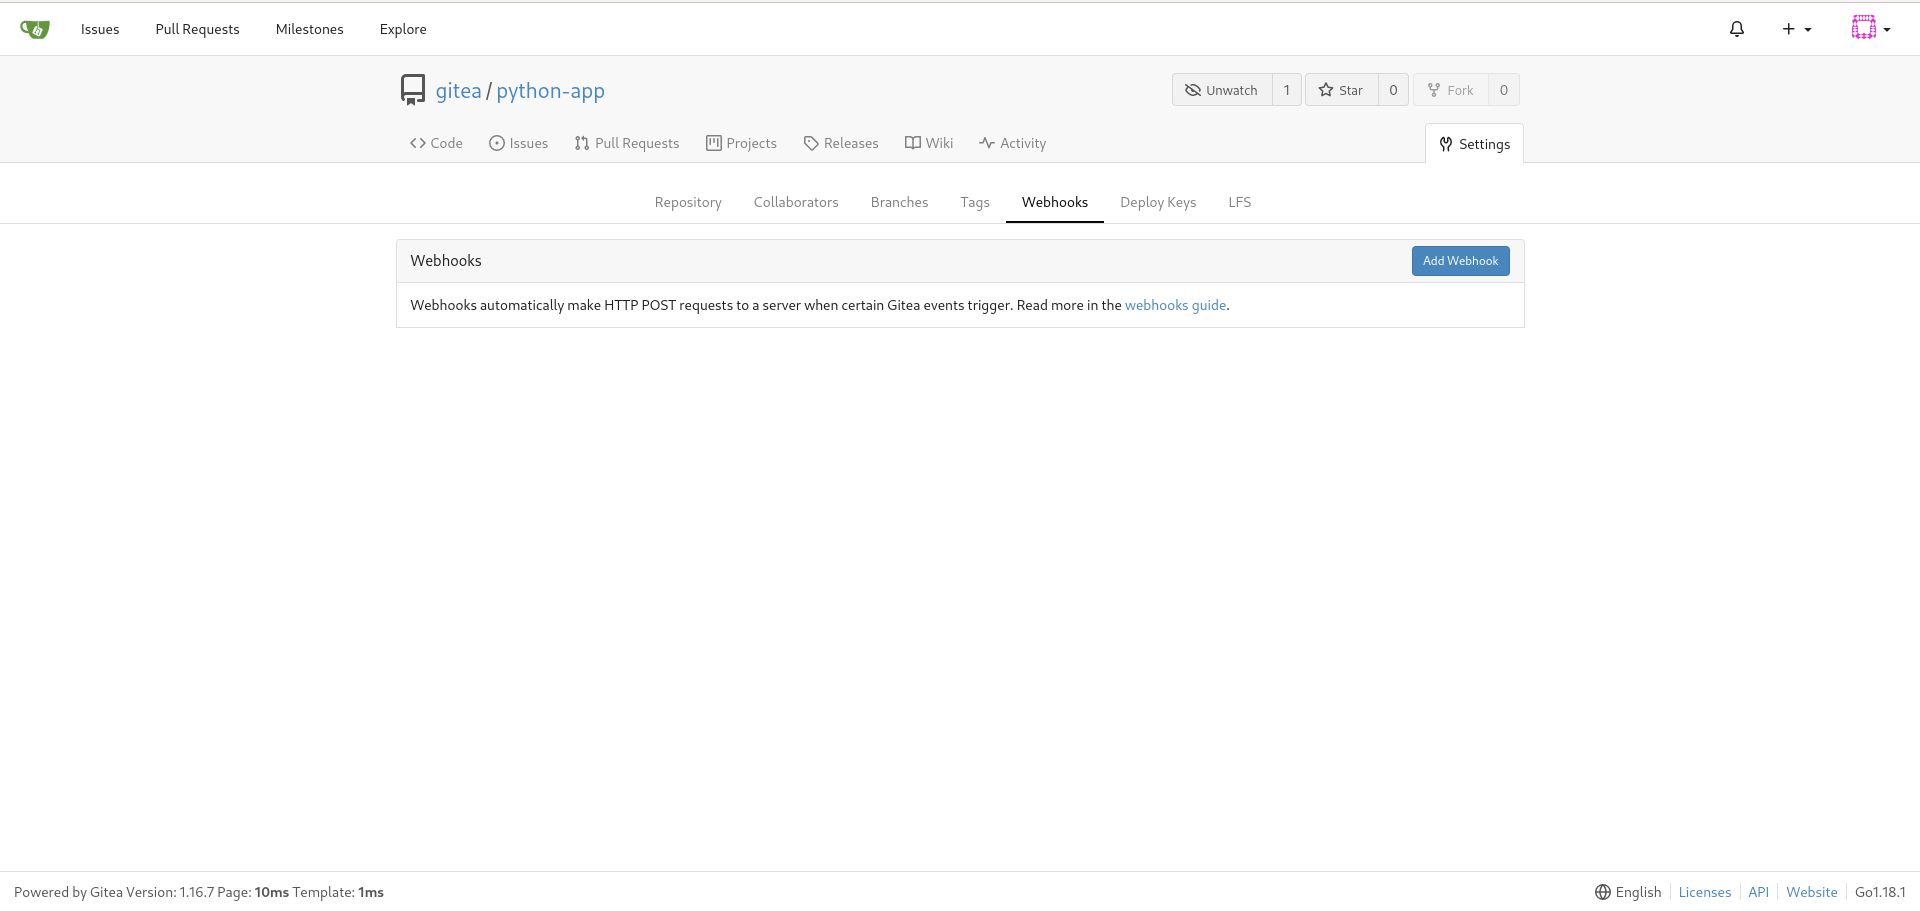 Issues Pull Requests Milestones Explore
gitea / python-app Unwatch 1 Star 0 Fork 0
Code Issues Pull Requests Projects Releases Wiki Activity Settings
Repository Collaborators Branches Tags Webhooks Deploy Keys LFS
Webhooks Add Webhook
Webhooks automatically make HTTP POST requests to a server when certain Gitea events trigger. Read more in the webhooks guide.
Powered by Gitea Version: 1.16.7 Page: 10ms Template: 1ms English Licenses API Website Go1.18.1